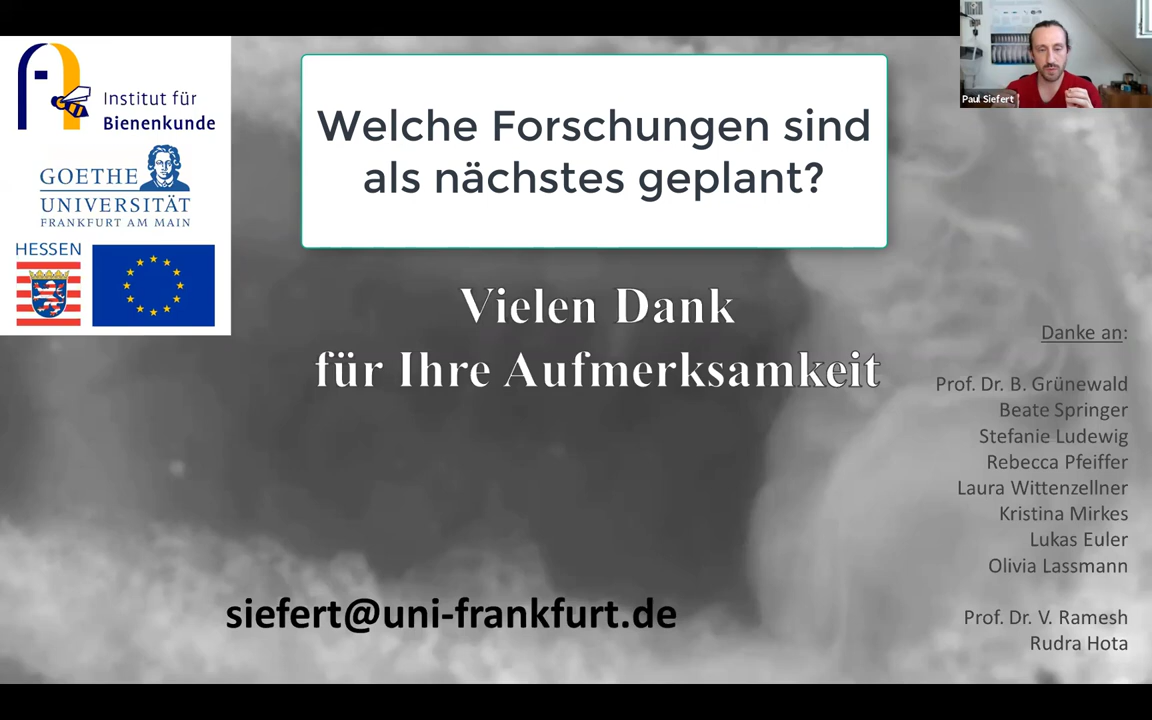 Institut für
Bienenkunde
GOETHE
UNIVERSITÄT
FRANKFURT AM MAIN
HESSEN
Welche Forschungen sind
als nächstes geplant?
Paul Siefert
Vielen Dank
für Ihre Aufmerksamkeit
Danke an:
Prof. Dr. B. Grünewald
Beate Springer
Stefanie Ludewig
Rebecca Pfeiffer
Laura Wittenzellner
Kristina Mirkes
Lukas Euler
Olivia Lassmann
Prof. Dr. V. Ramesh
Rudra Hota
siefert@uni-frankfurt.de